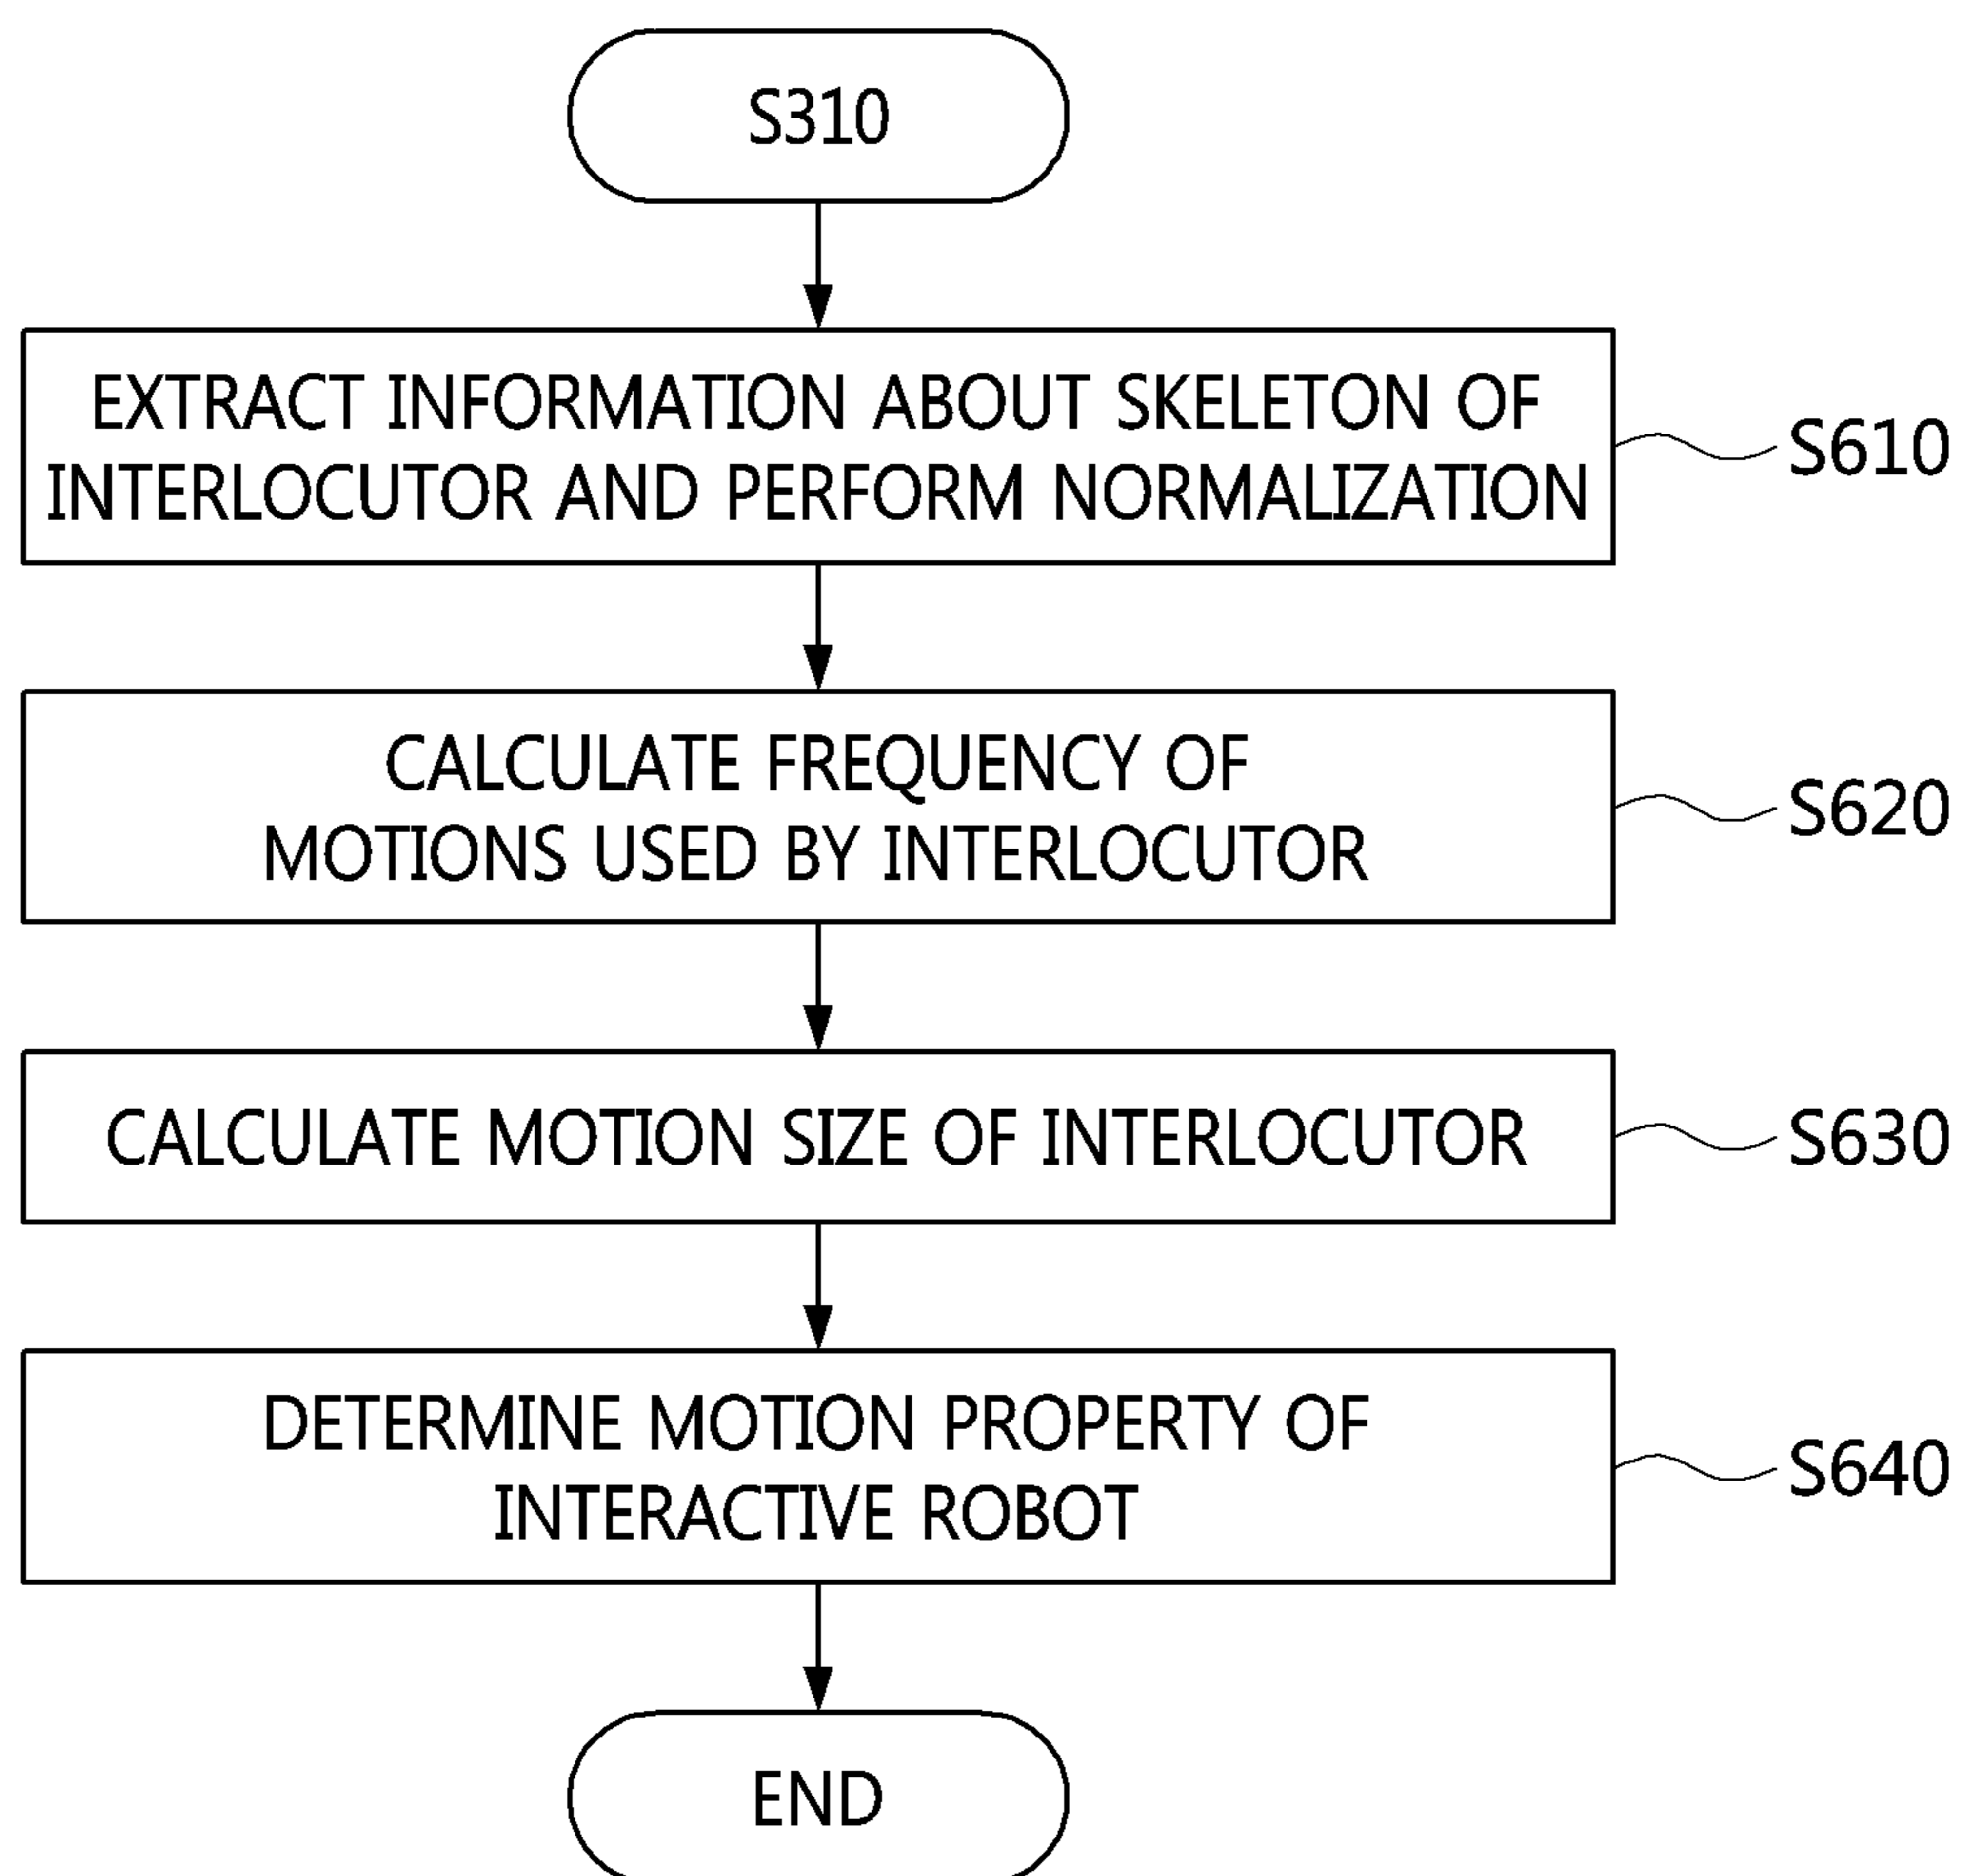 S310
EXTRACT INFORMATION ABOUT SKELETON OF
INTERLOCUTOR AND PERFORM NORMALIZATION
S610
CALCULATE FREQUENCY OF
MOTIONS USED BY INTERLOCUTOR
S620
CALCULATE MOTION SIZE OF INTERLOCUTOR
S630
DETERMINE MOTION PROPERTY OF
INTERACTIVE ROBOT
S640
END